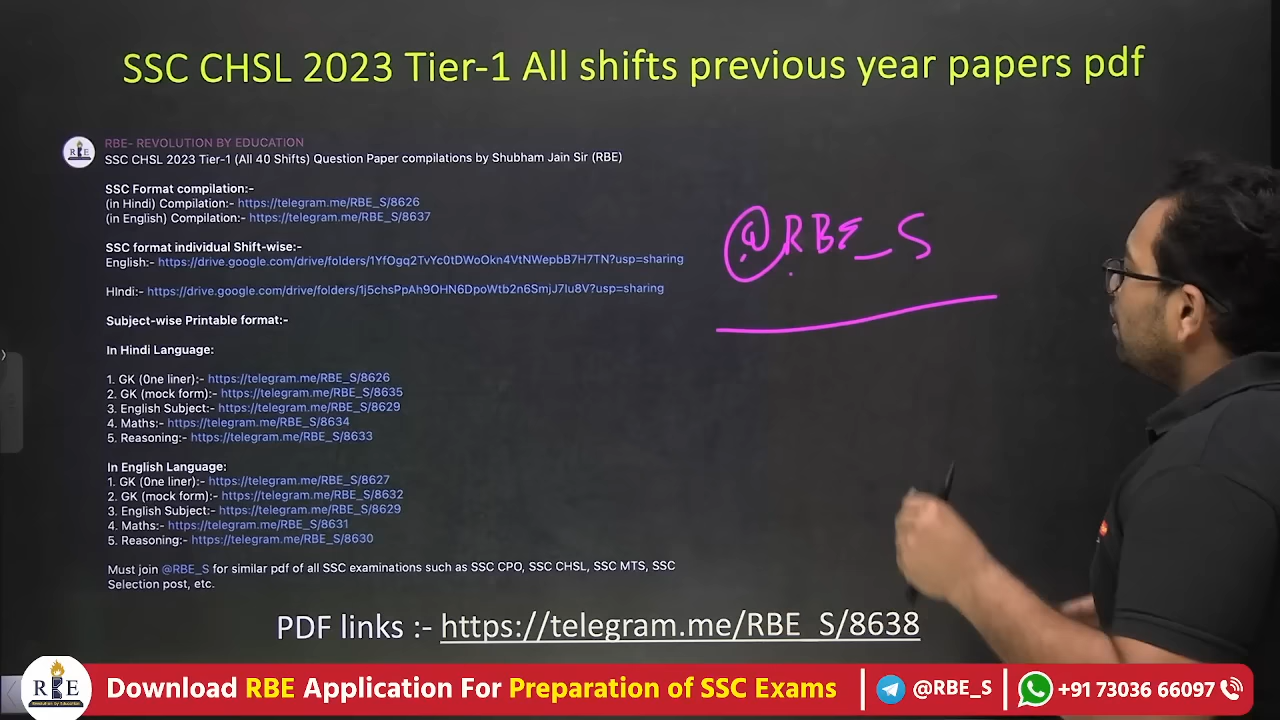 SSC CHSL 2023 Tier-1 All shifts previous year papers pdf
RBE- REVOLUTION BY EDUCATION
SSC CHSL 2023 Tier-1 (All 40 Shifts) Question Paper compilations by Shubham Jain Sir (RBE)
SSC Format compilation:-
(in Hindi) Compilation:- https://telegram.me/RBE_S/8626
(in English) Compilation:- https://telegram.me/RBE_S/8637
SSC format individual Shift-wise:-
English:- https://drive.google.com/drive/folders/1YfOgq2TvYc0tDWoOkn4VtNWepbB7H7TN?usp=sharing
HIndi:- https://drive.google.com/drive/folders/1j5chsPpAh9OHN6DpoWtb2n6SmjJ7Iu8V?usp=sharing
Subject-wise Printable format:-
In Hindi Language:
1. GK (0ne liner):- https://telegram.me/RBE_S/8626
2. GK (mock form):- https://telegram.me/RBE_S/8635
3. English Subject:- https://telegram.me/RBE_S/8629
4. Maths:- https://telegram.me/RBE_S/8634
5. Reasoning:- https://telegram.me/RBE_S/8633
In English Language:
1. GK (0ne liner):- https://telegram.me/RBE_S/8627
2. GK (mock form):- https://telegram.me/RBE_S/8632
3. English Subject:- https://telegram.me/RBE_S/8629
4. Maths:- https://telegram.me/RBE_S/8631
5. Reasoning:- https://telegram.me/RBE_S/8630
Must join @RBE_S for similar pdf of all SSC examinations such as SSC CPO, SSC CHSL, SSC MTS, SSC
Selection post, etc.
@RBE_S
PDF links :- https://telegram.me/RBE_S/8638
RBE
Revolution by Education
Download RBE Application For Preparation of SSC Exams
@RBE_S
+91 73036 66097